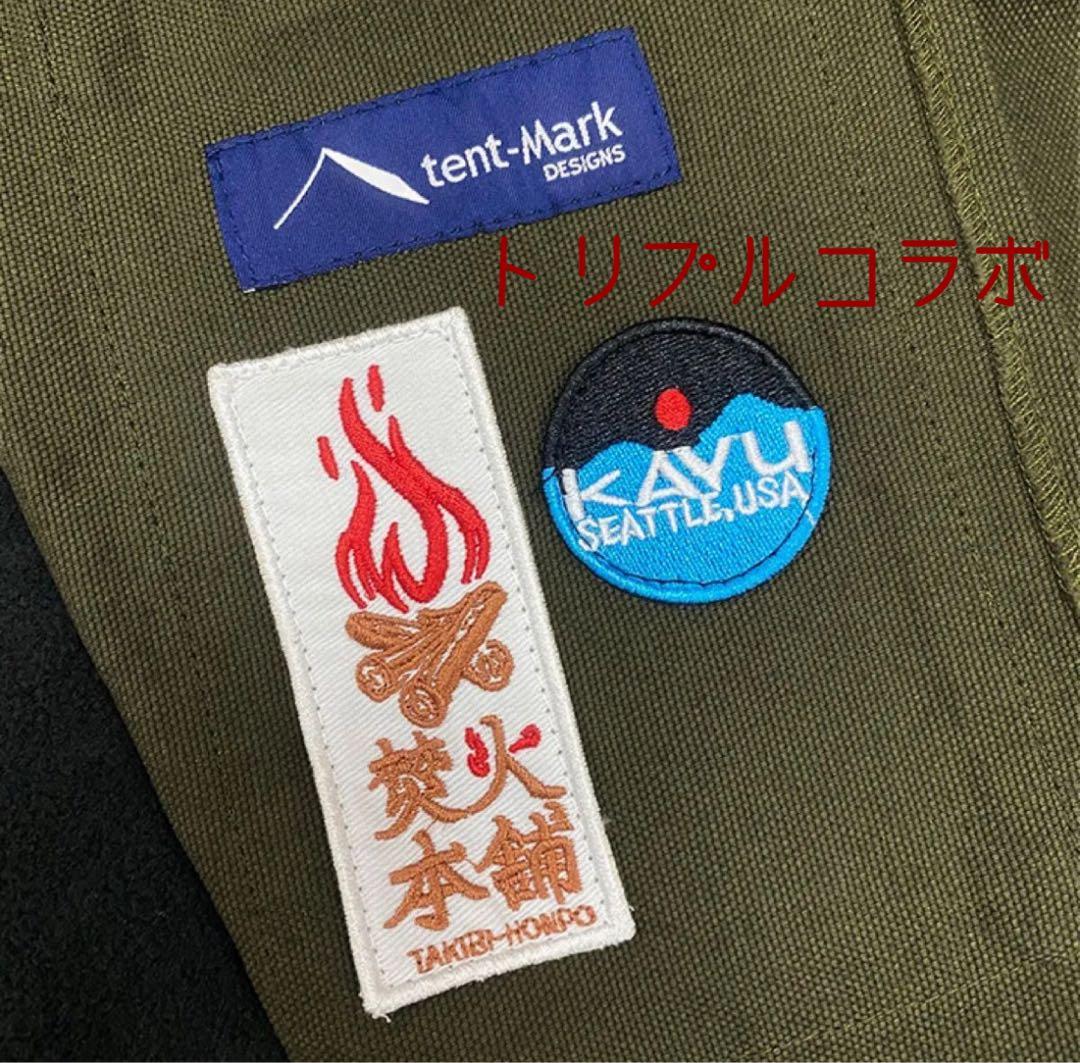 tent-Mark
DESIGNS
トリプルコラボ
KAVU
SEATTLE, USA
焚火
本舗
TAKIBI-HONPO